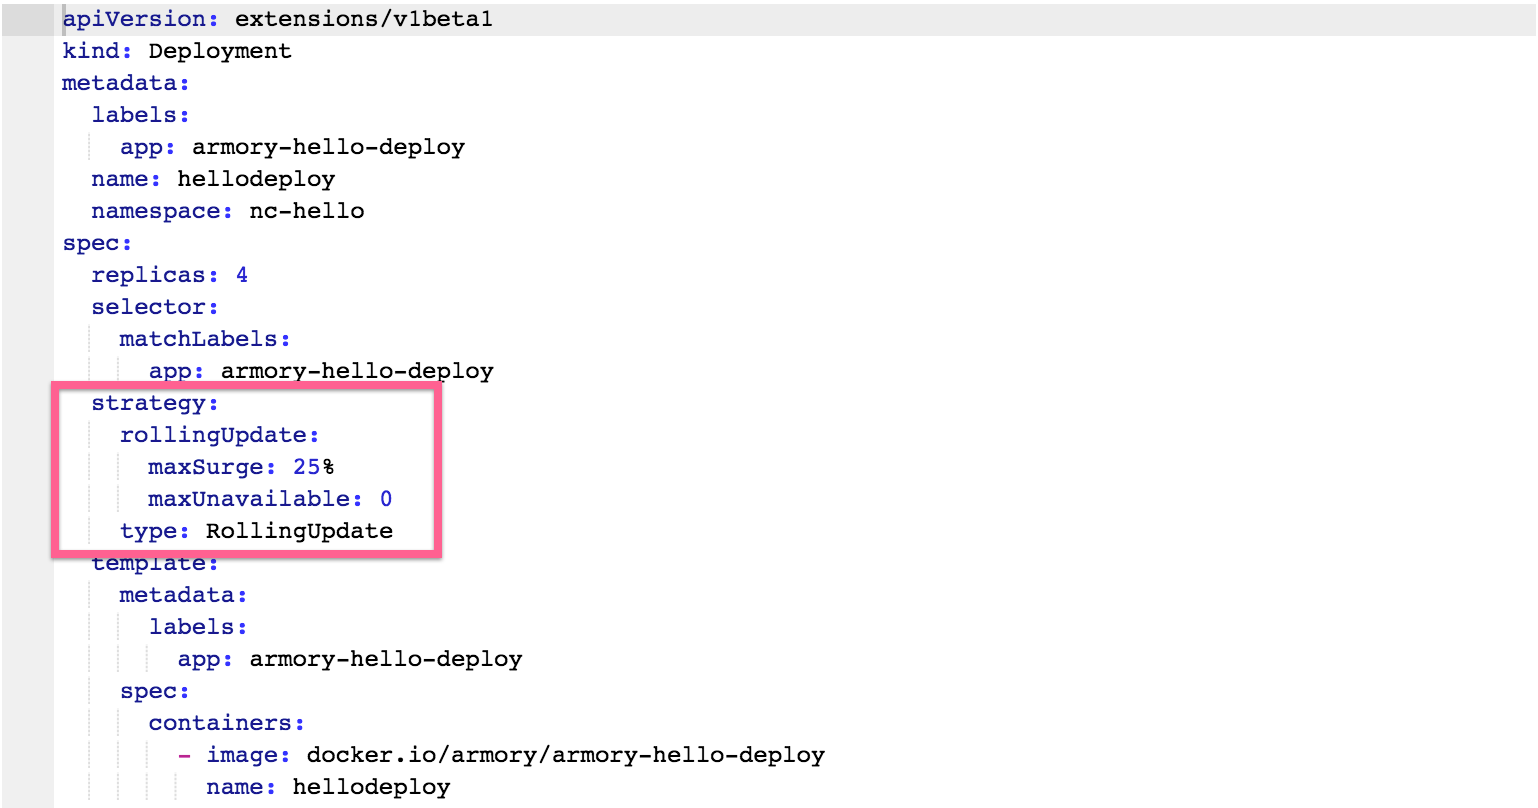 apiVersion: extensions/v1beta1
kind: Deployment
metadata:
  labels:
    app: armory-hello-deploy
  name: hellodeploy
  namespace: nc-hello
spec:
  replicas: 4
  selector:
    matchLabels:
      app: armory-hello-deploy
  strategy:
    rollingUpdate:
      maxSurge: 25%
      maxUnavailable: 0
    type: RollingUpdate
  template:
    metadata:
      labels:
        app: armory-hello-deploy
    spec:
      containers:
        - image: docker.io/armory/armory-hello-deploy
          name: hellodeploy